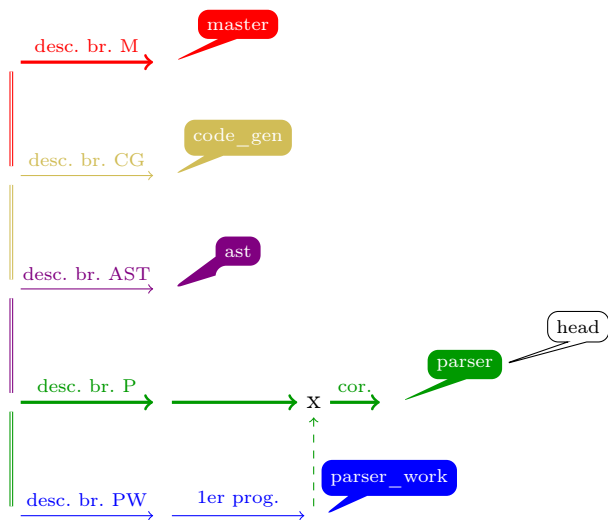 master
desc. br. M
code_gen
desc. br. CG
ast
desc. br. AST
head
parser
desc. br. P
x
cor.
parser_work
desc. br. PW
1er prog.